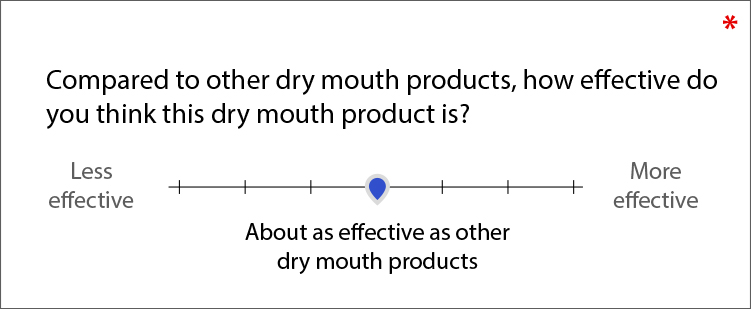 *
Compared to other dry mouth products, how effective do
you think this dry mouth product is?
Less
effective
More
effective
About as effective as other
dry mouth products